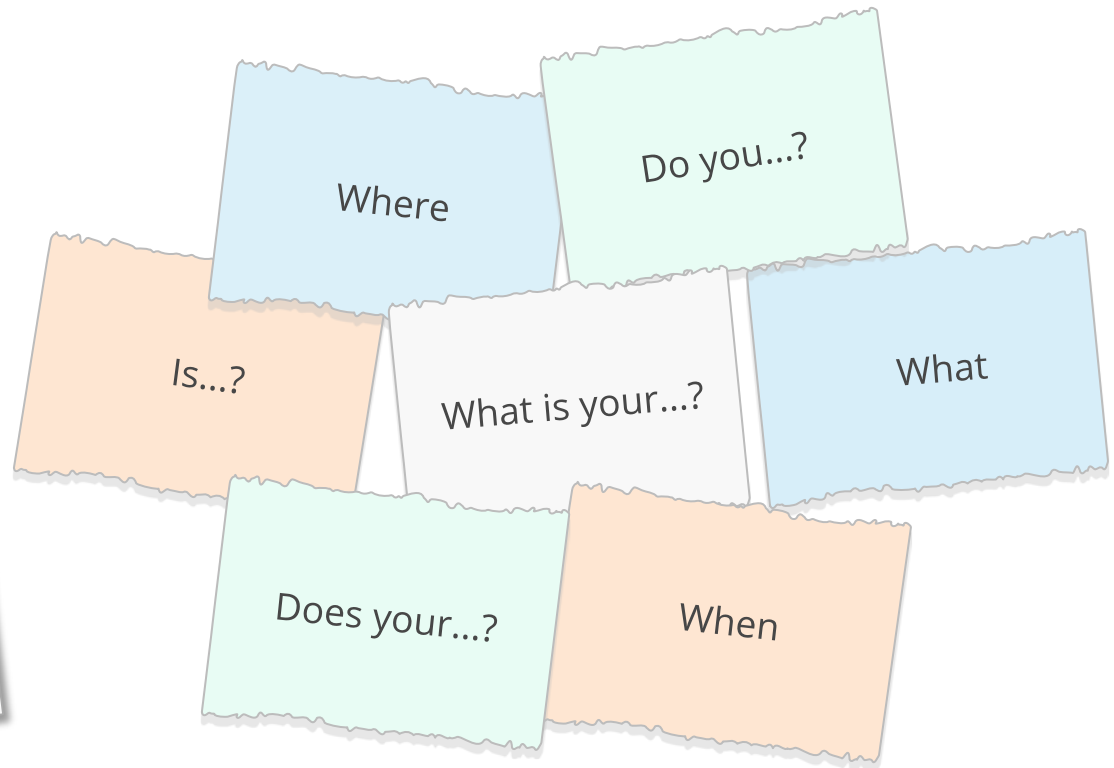 Where
Do you...?
Is...?
What is your...?
What
Does your...?
When